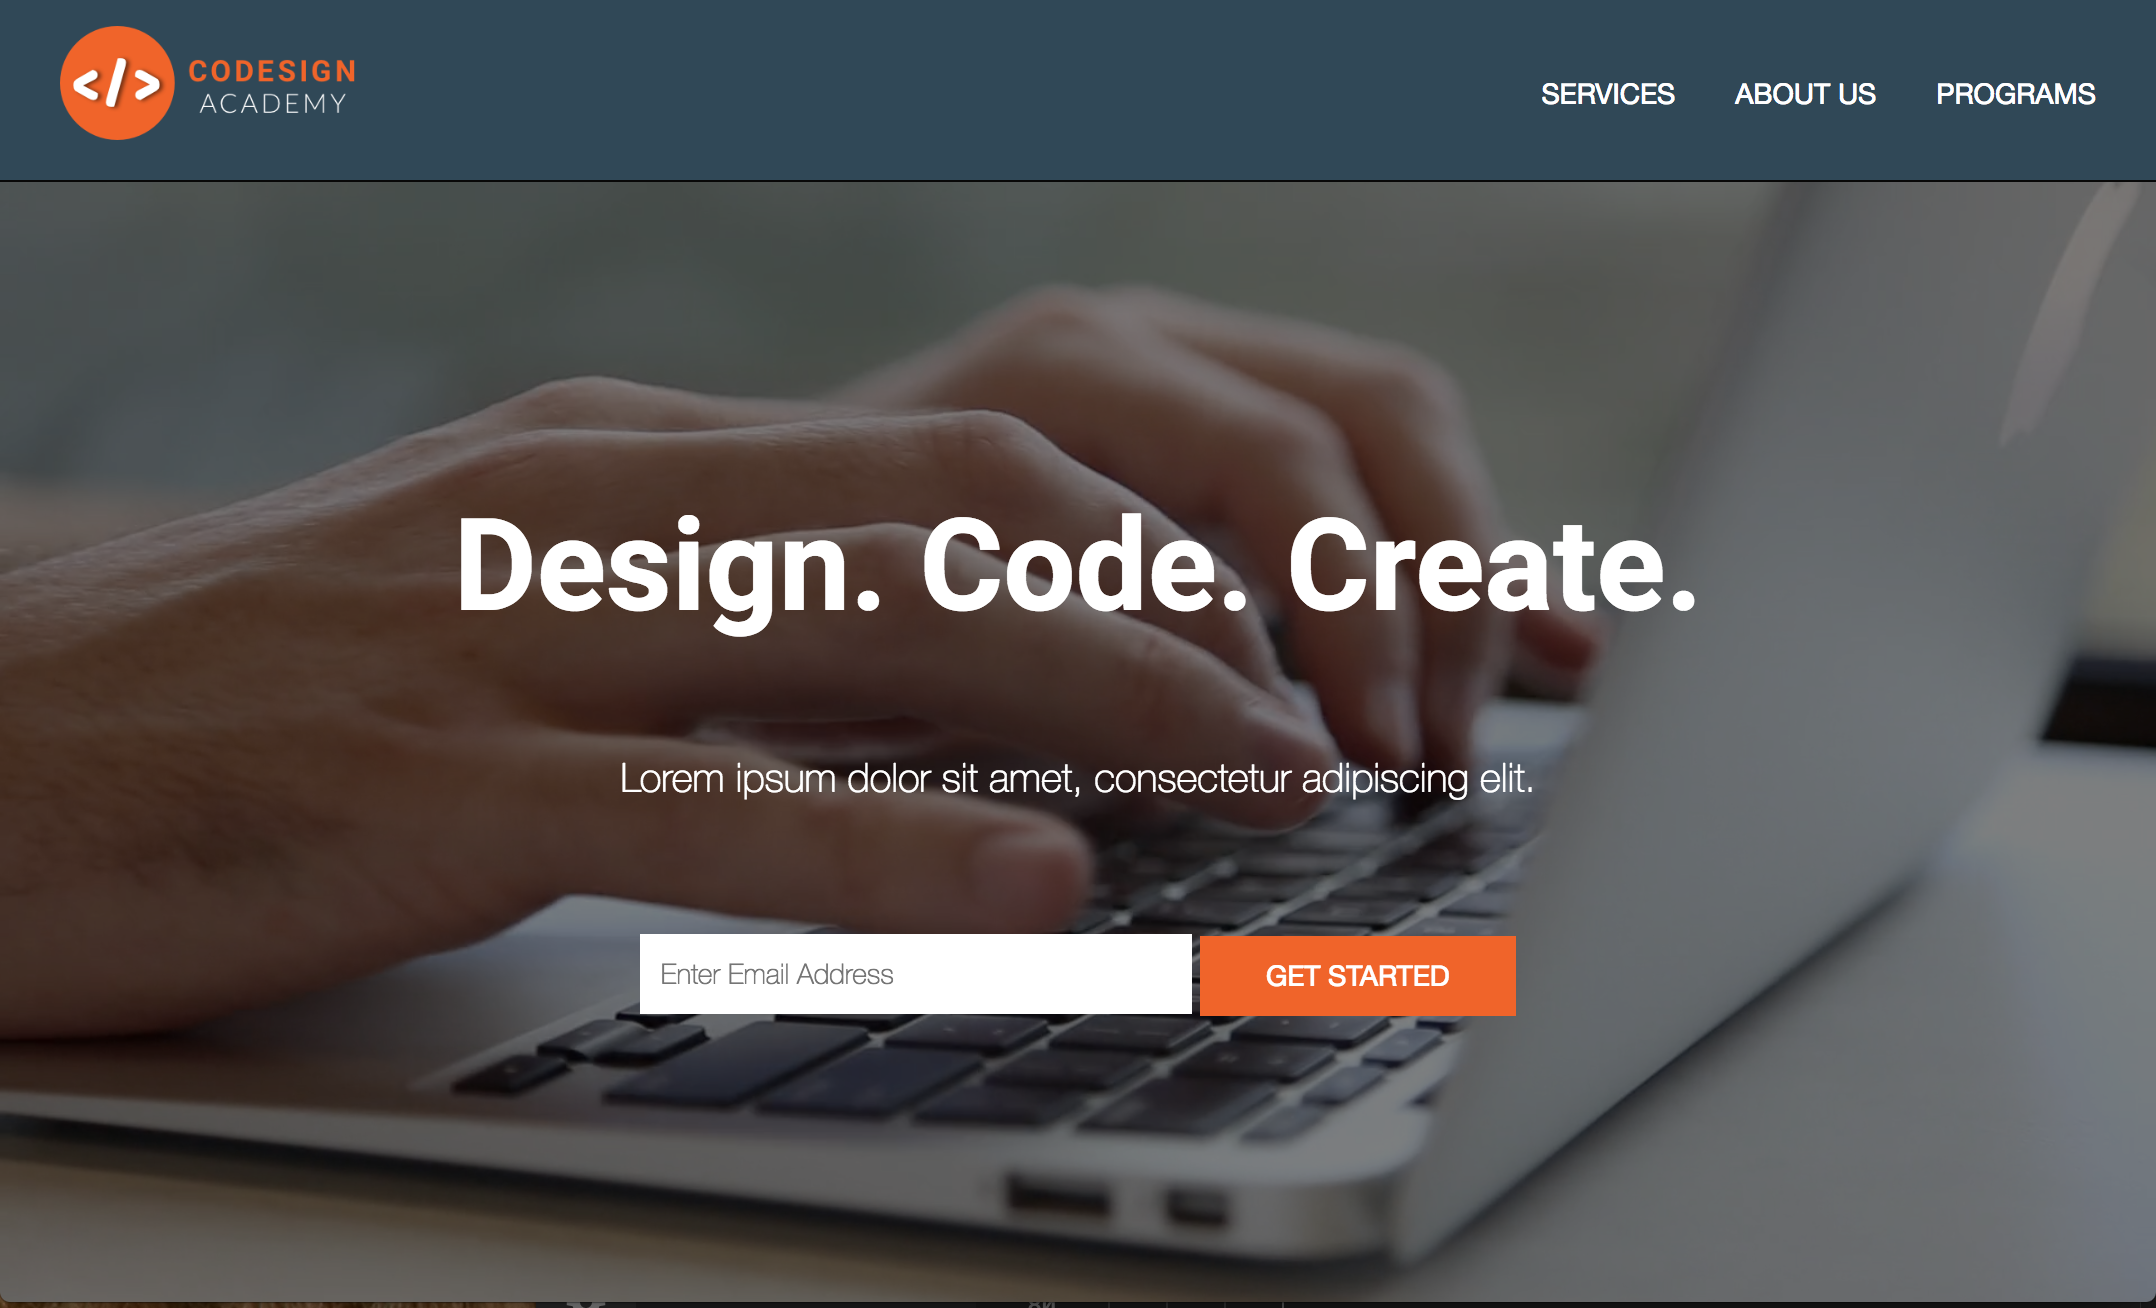 </>
CODESIGN
ACADEMY
SERVICES ABOUT US PROGRAMS
Design. Code. Create.
Lorem ipsum dolor sit amet, consectetur adipiscing elit.
Enter Email Address GET STARTED